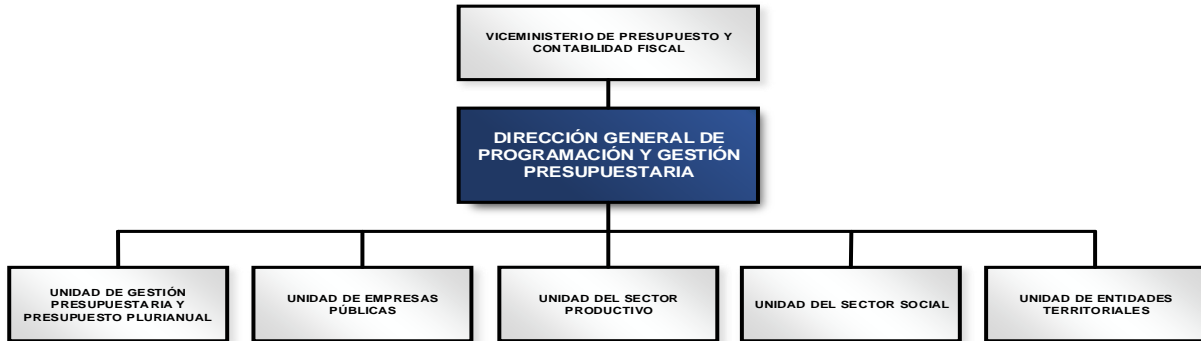 VICEMINISTERIO DE PRESUPUESTO Y
CONTABILIDAD FISCAL
DIRECCIÓN GENERAL DE
PROGRAMACIÓN Y GESTIÓN
PRESUPUESTARIA
UNIDAD DE GESTIÓN
PRESUPUESTARIA Y
PRESUPUESTO PLURIANUAL
UNIDAD DE EMPRESAS
PÚBLICAS
UNIDAD DEL SECTOR
PRODUCTIVO
UNIDAD DEL SECTOR SOCIAL
UNIDAD DE ENTIDADES
TERRITORIALES